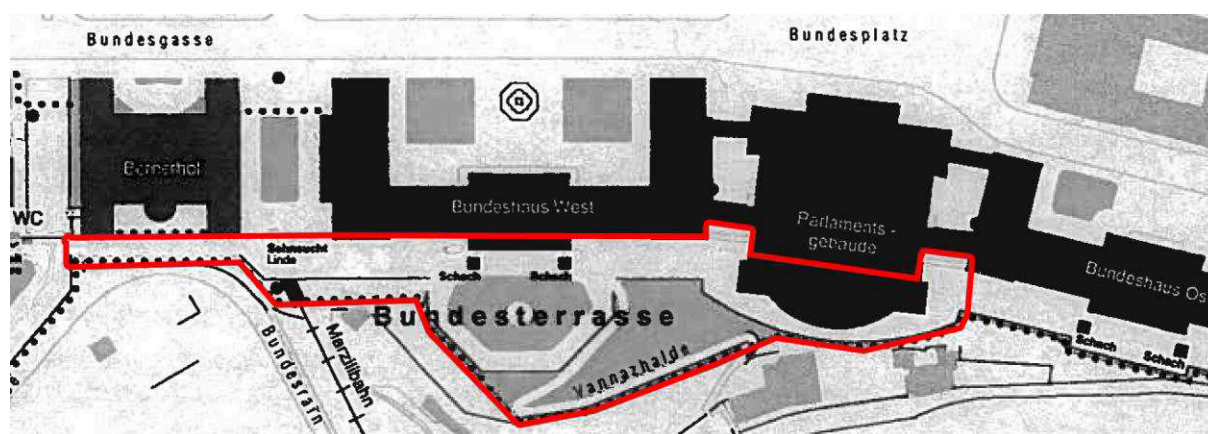 Bundesgasse
Bundesplatz
Bernerhof
WC
Bundeshaus West
Parlaments-
gebäude
Sehnsucht
Linde
Schach
Schach
Bundeshaus Os
Bundesterrasse
Bundesrain
Marzilibahn
Vannazhalde
Schach
Schach